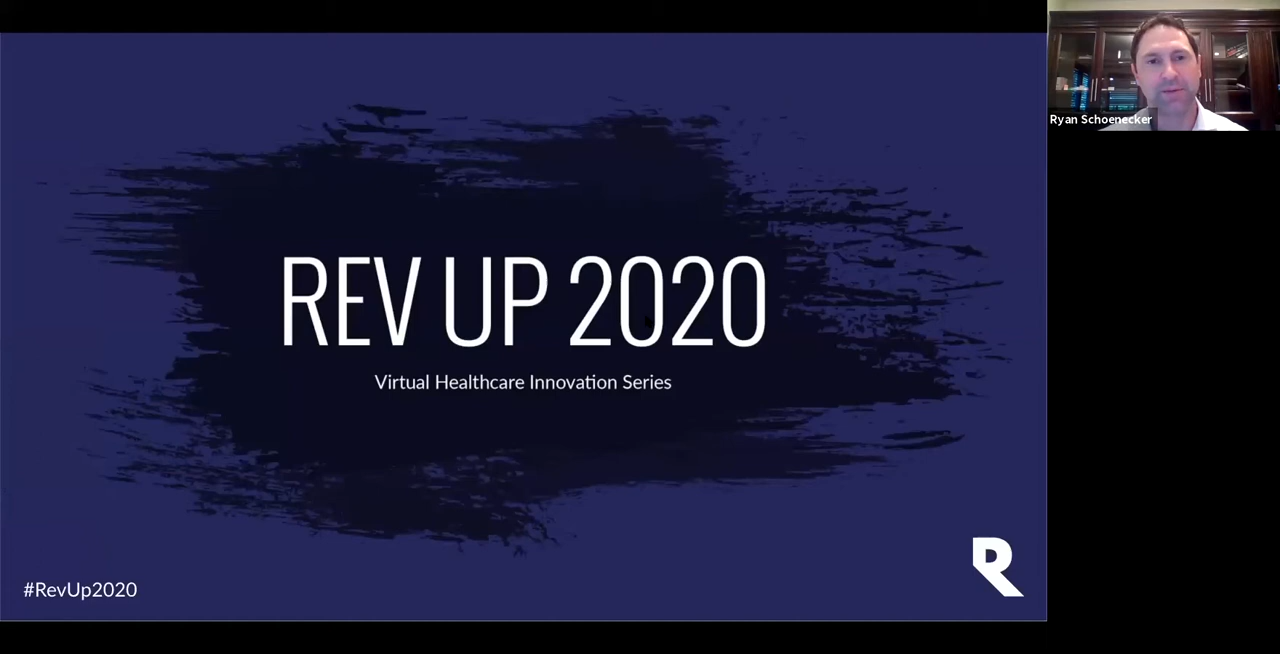 REV UP 2020
Virtual Healthcare Innovation Series
#RevUp2020
R
Ryan Schoenecker